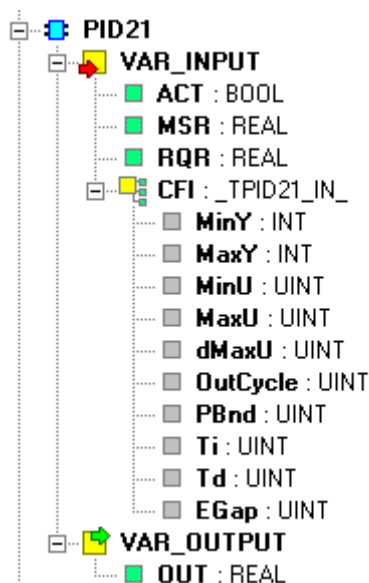 PID21
VAR_INPUT
ACT : BOOL
MSR : REAL
RQR : REAL
CFI : _TPID21_IN_
MinY : INT
MaxY : INT
MinU : UINT
MaxU : UINT
dMaxU : UINT
OutCycle : UINT
PBnd : UINT
Ti : UINT
Td : UINT
EGap : UINT
VAR_OUTPUT
OUT : REAL